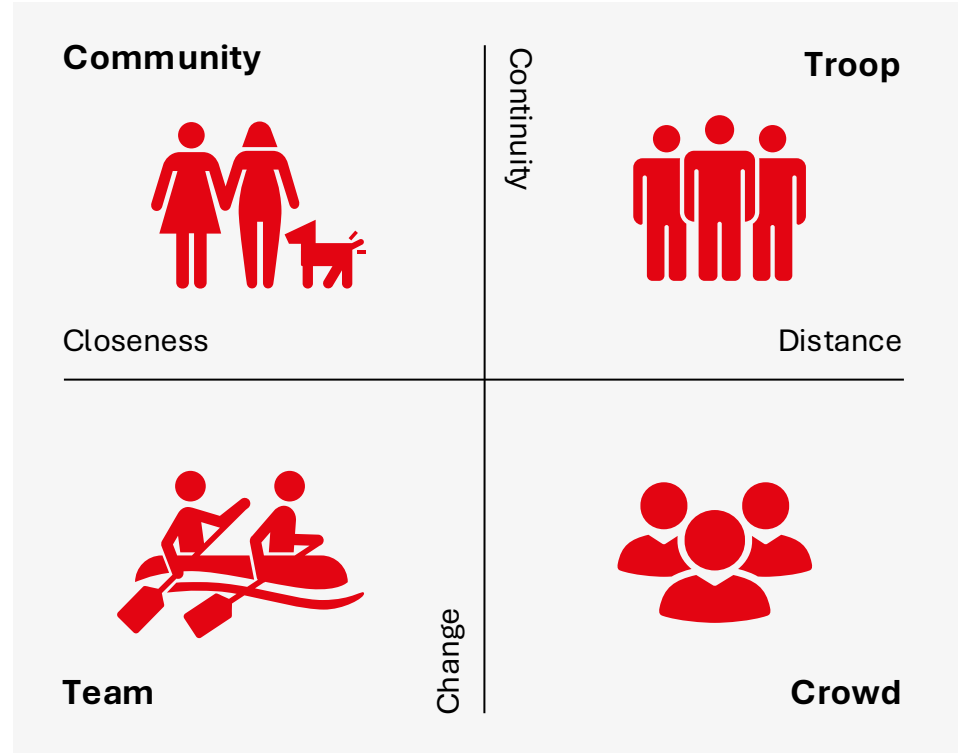 Community
Continuity
Troop
Closeness
Distance
Team
Change
Crowd